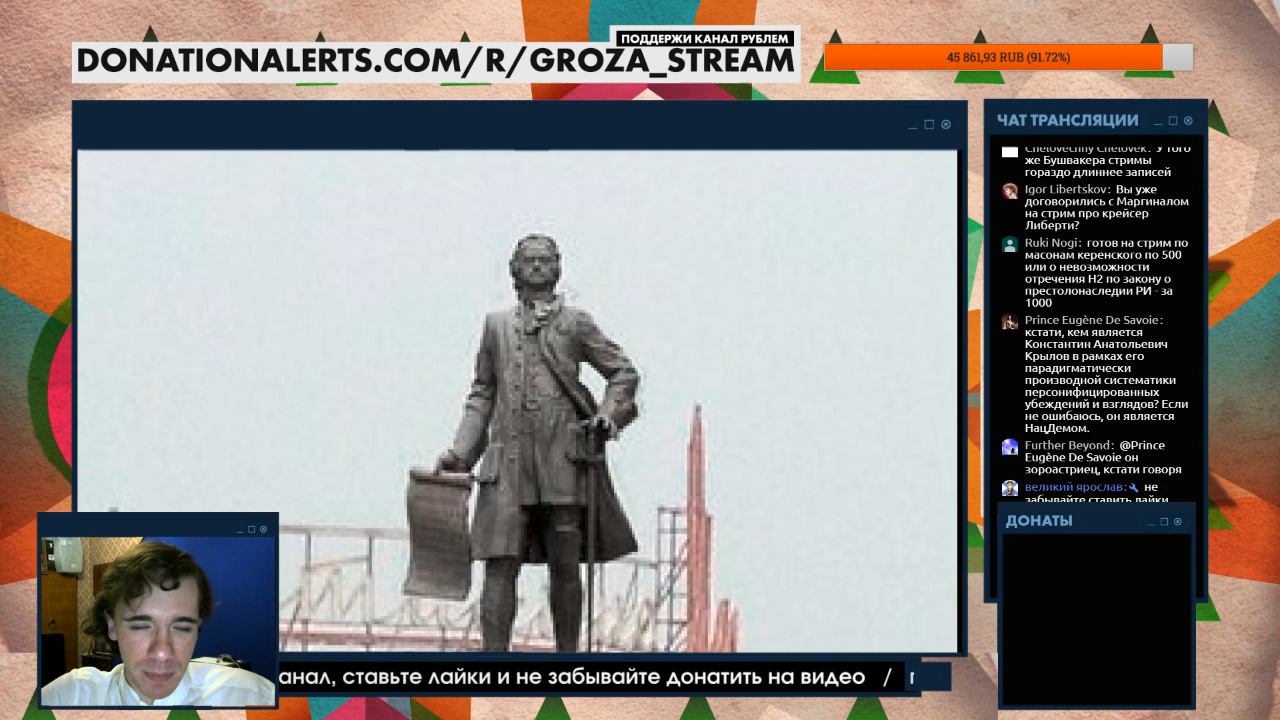 ПОДДЕРЖИ КАНАЛ РУБЛЕМ
DONATIONALERTS.COM/R/GROZA_STREAM
45 861,93 RUB (91.72%)
ЧАТ ТРАНСЛЯЦИИ
Chelovechny Chelovek: У того
же Бушвакера стримы
гораздо длиннее записей
Igor Libertskov: Вы уже
договорились с Маргиналом
на стрим про крейсер
Либерти?
Ruki Nogi: готов на стрим по
масонам керенского по 500
или о невозможности
отречения Н2 по закону о
престолонаследии РИ - за
1000
Prince Eugène De Savoie:
кстати, кем является
Константин Анатольевич
Крылов в рамках его
парадигматически
производной систематики
персонифицированных
убеждений и взглядов? Если
не ошибаюсь, он является
НацДемом.
Further Beyond: @Prince
Eugène De Savoie он
зороастриец, кстати говоря
великий ярослав: не
забывайте ставить лайки
ДОНАТЫ
анал, ставьте лайки и не забывайте донатить на видео /